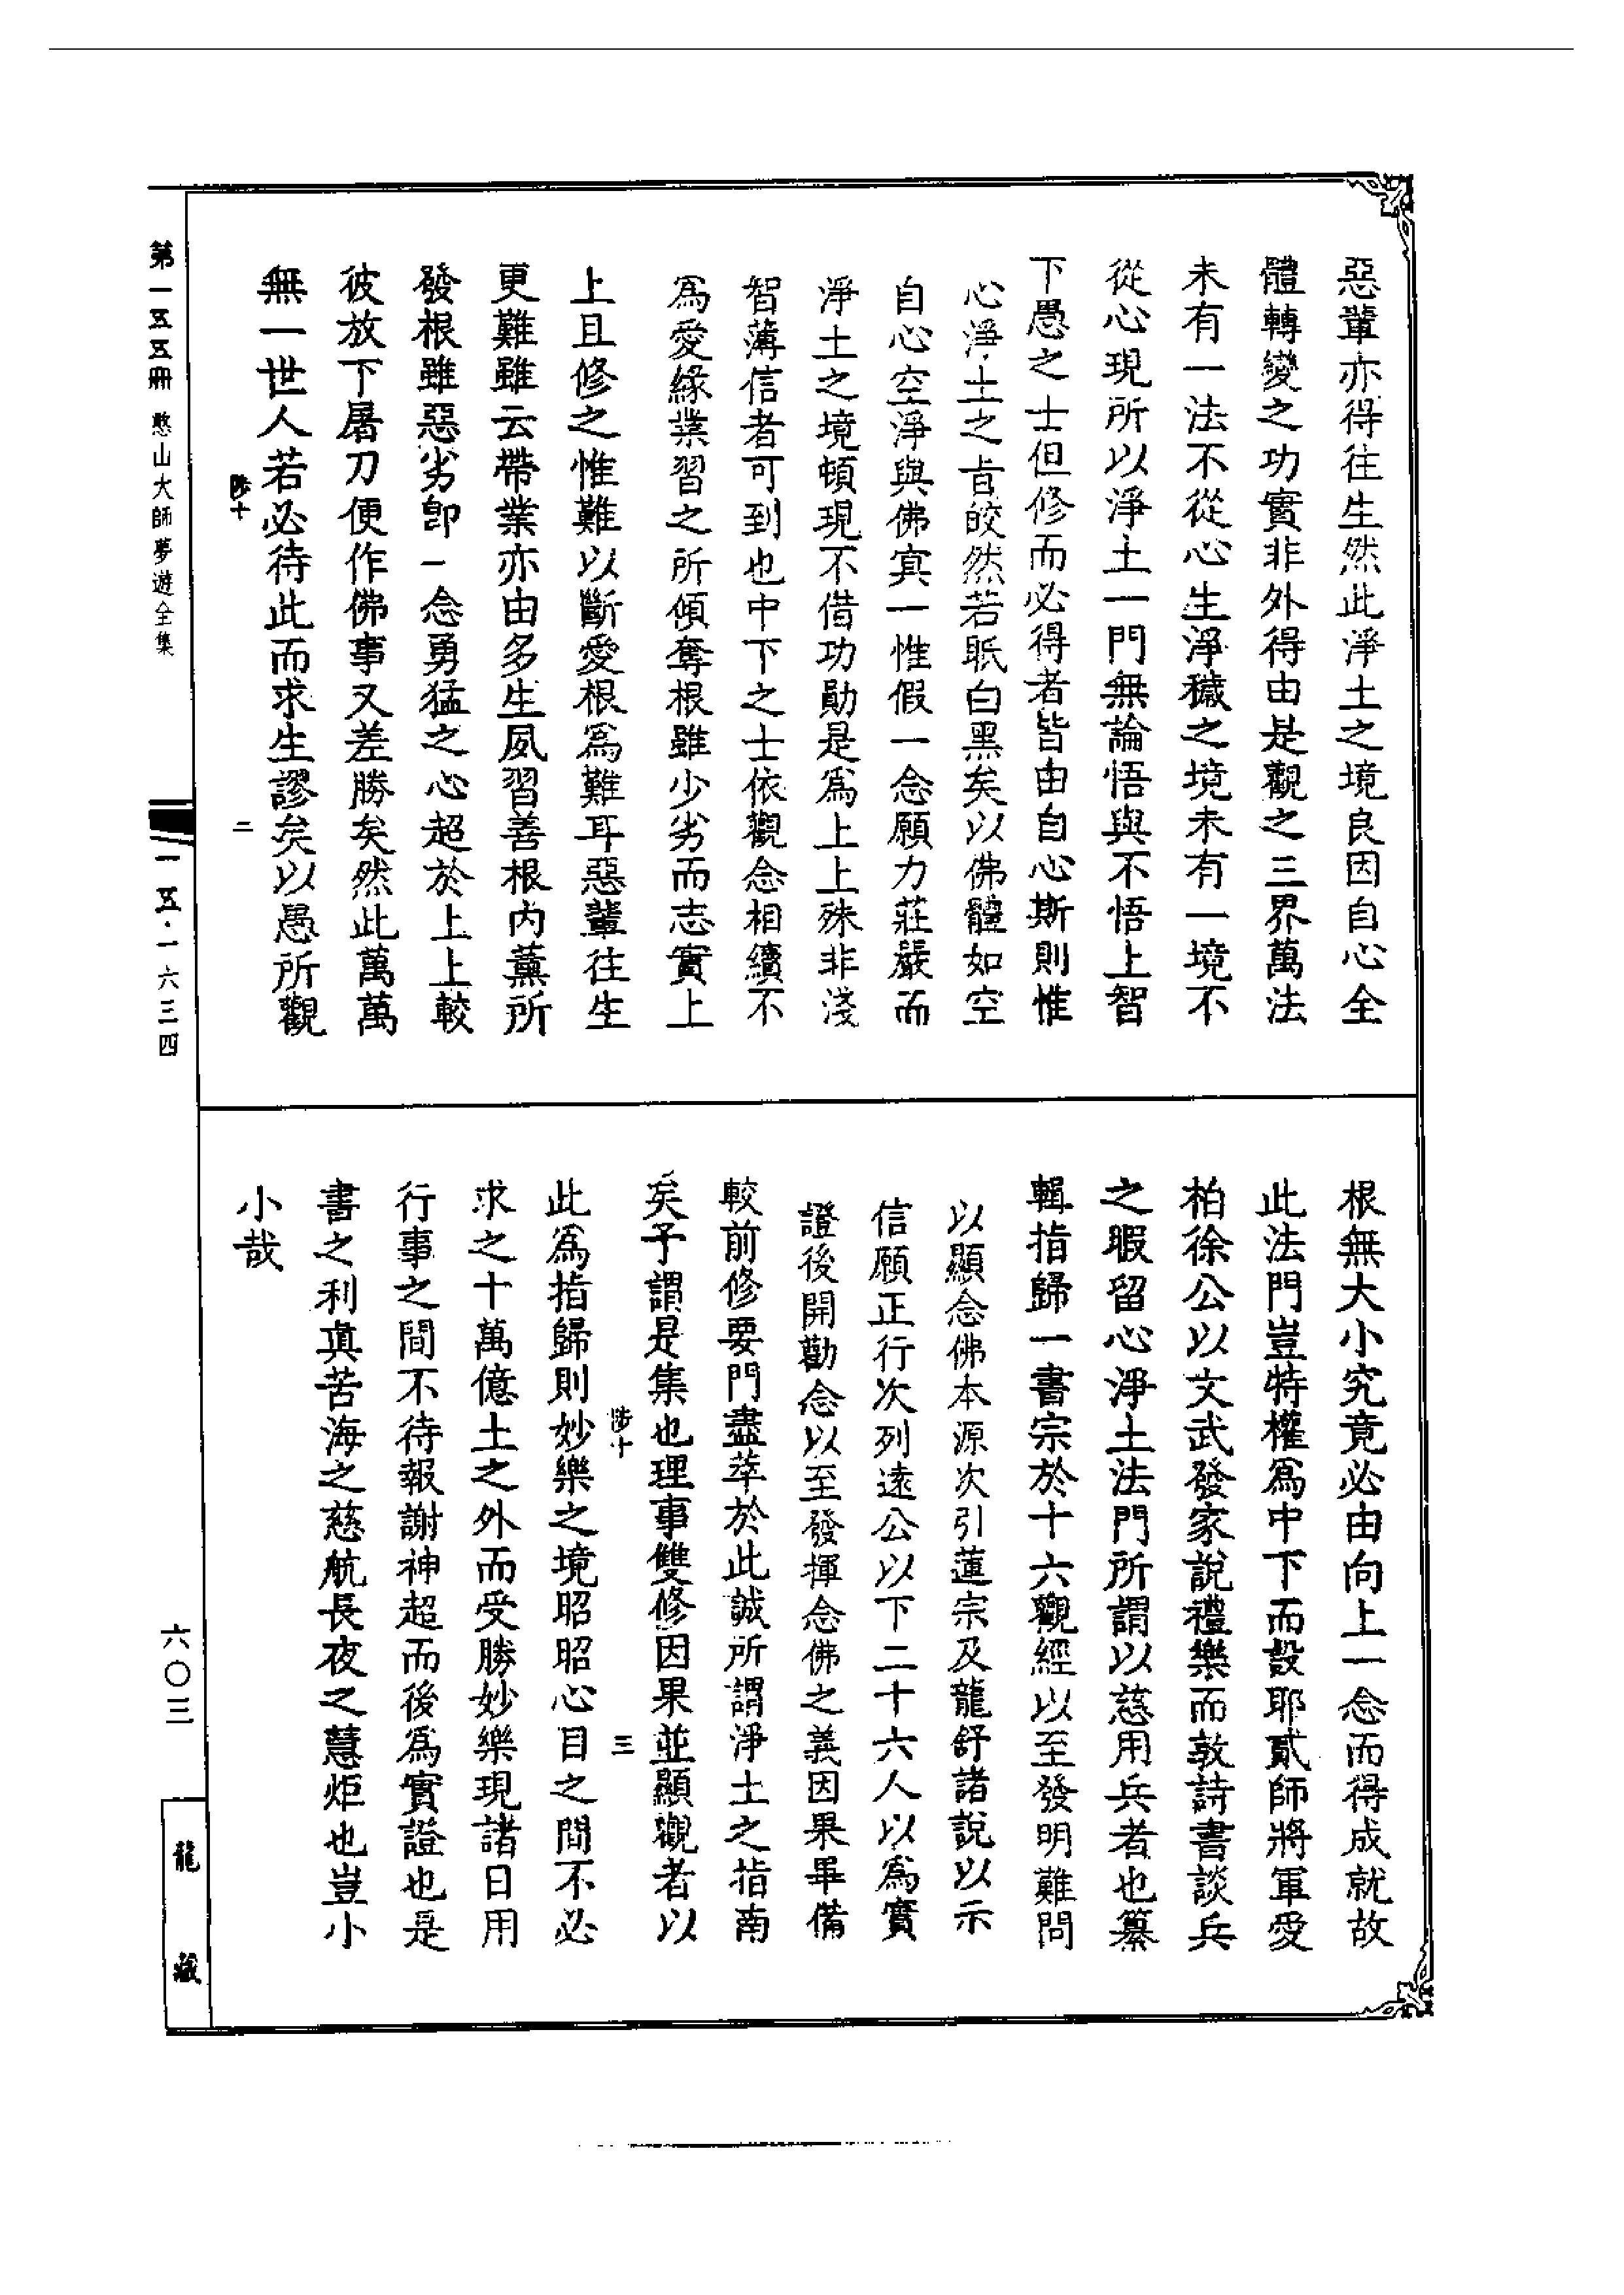 惡輩亦得往生然此淨土之境良因自心全
體轉變之功實非外得由是觀之三界萬法
未有一法不從心生淨穢之境未有一境不
從心現所以淨土一門無論悟與不悟上智
下愚之士但修而必得者皆由自心斯則惟
心淨土之旨皎然若眡白黑矣以佛體如空
自心空淨與佛寘一惟假一念願力莊嚴而
淨土之境頓現不借功勛是爲上上殊非淺
智薄信者可到也中下之士依觀念相續不
爲愛緣業習之所傾奪根雖少劣而志實上
上且修之惟難以斷愛根爲難耳惡輩往生
更難雖云帶業亦由多生夙習善根內薰所
發根雖惡劣卽一念勇猛之心超於上上較
彼放下屠刀便作佛事又差勝矣然此萬萬
無一世人若必待此而求生謬矣以愚所觀
陟十
二
根無大小究竟必由向上一念而得成就故
此法門豈特權爲中下而設耶貳師將軍愛
柏徐公以文武發家說禮樂而敦詩書談兵
之暇留心淨土法門所謂以慈用兵者也纂
輯指歸一書宗於十六觀經以至發明難問
以顯念佛本源次引蓮宗及龍舒諸說以示
信願正行次列遠公以下二十六人以爲實
證後開勸念以至發揮念佛之義因果畢備
較前修要門盡萃於此誠所謂淨土之指南
矣予謂是集也理事雙修因果並顯觀者以
陟十
三
此爲指歸則妙樂之境昭昭心目之間不必
求之十萬億土之外而受勝妙樂現諸日用
行事之間不待報謝神超而後爲實證也是
書之利眞苦海之慈航長夜之慧炬也豈小
小哉
第一五五冊 憨山大師夢遊全集
一五·一六三四
六〇三
龍藏